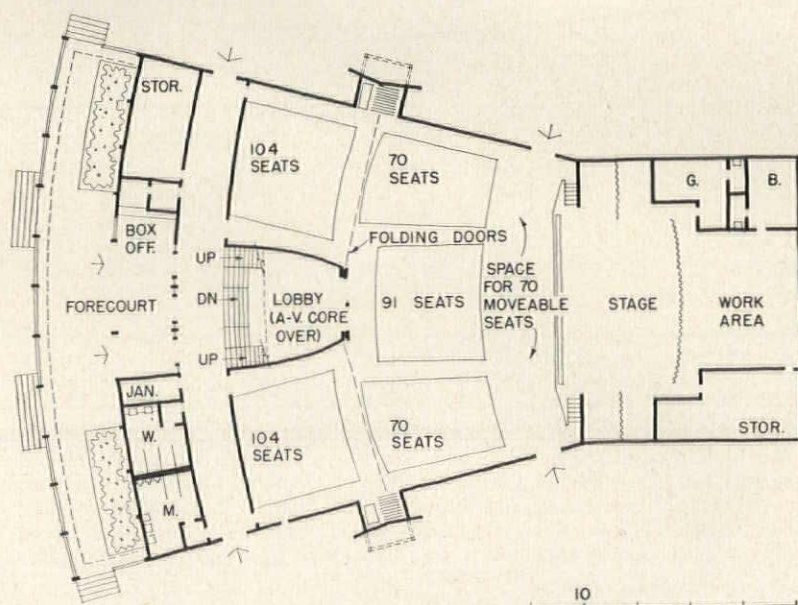 STOR.
104
SEATS
70
SEATS
G.
B.
BOX
OFF.
FOLDING DOORS
UP
DN
UP
LOBBY
(A-V. CORE
OVER)
91 SEATS
SPACE
FOR 70
MOVEABLE
SEATS
STAGE
WORK
AREA
FORECOURT
JAN.
W.
M.
104
SEATS
70
SEATS
STOR.
10